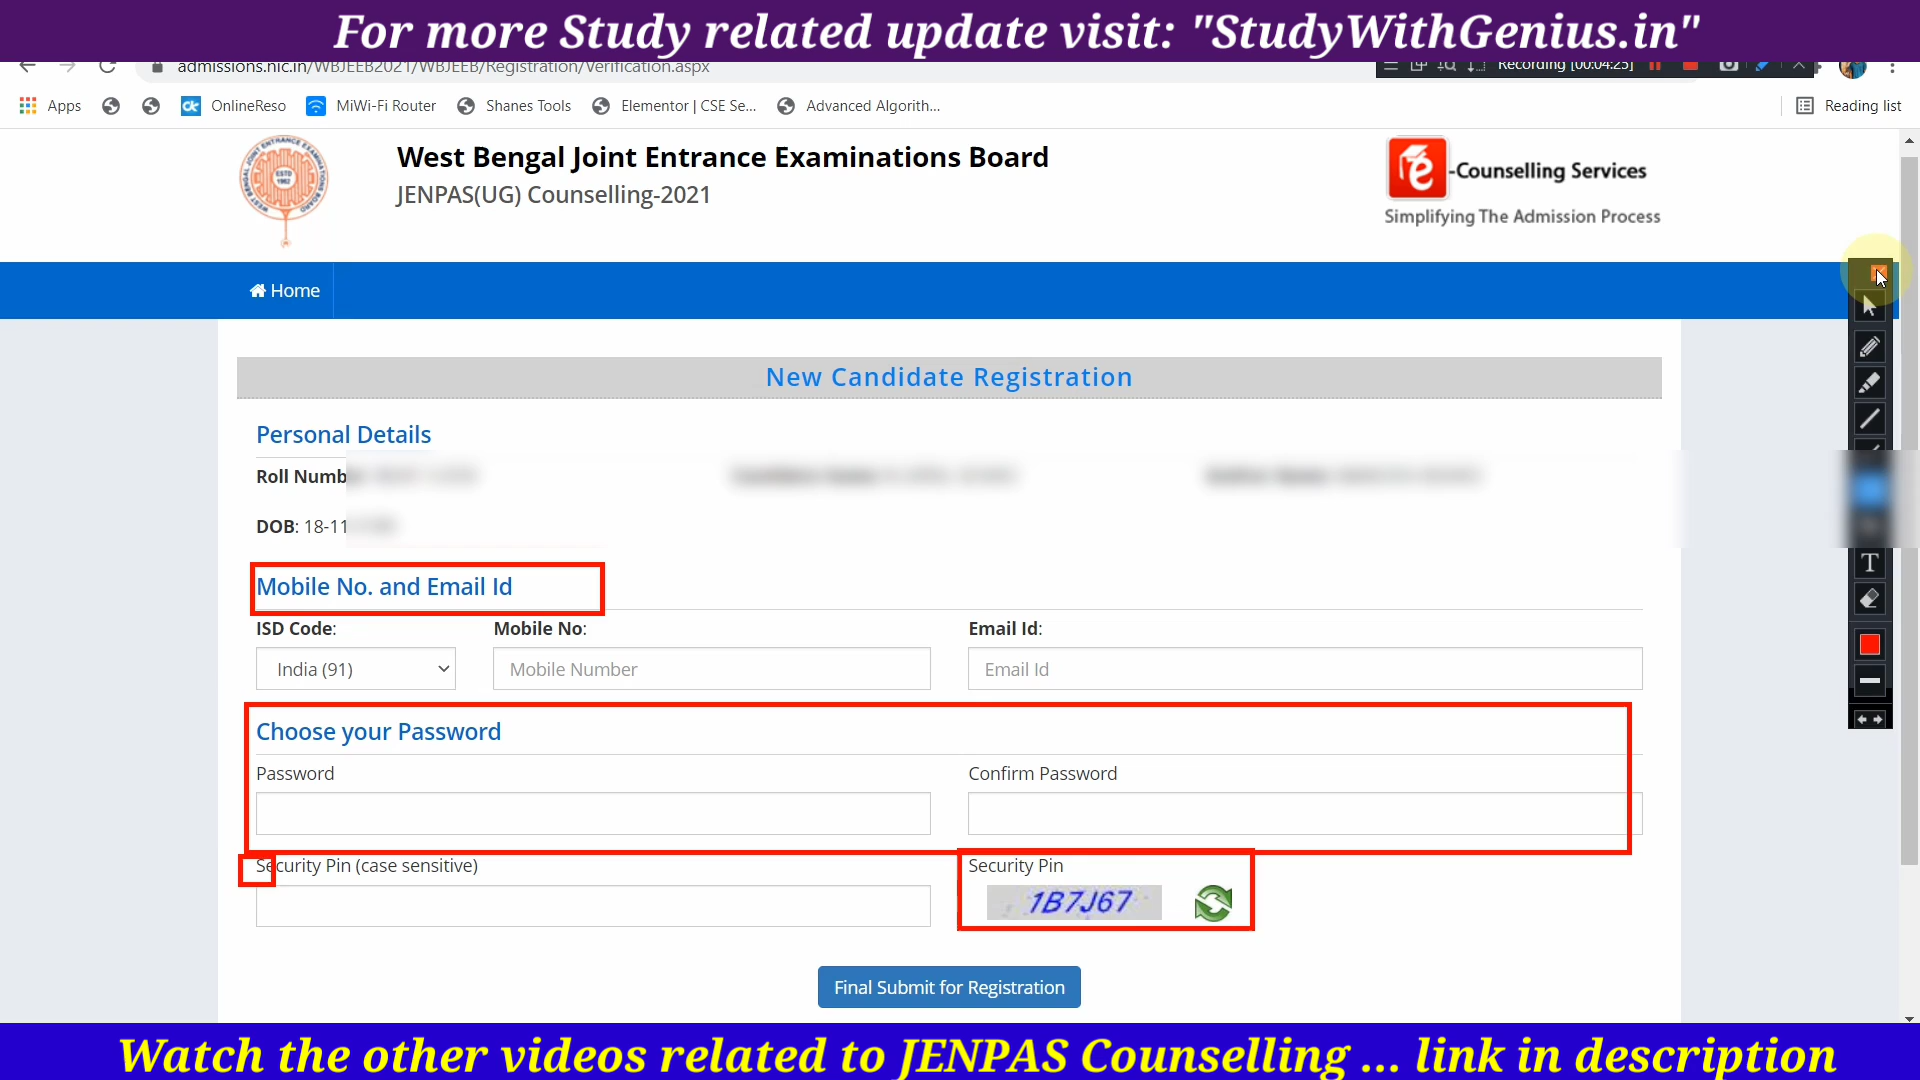 For more Study related update visit: "StudyWithGenius.in"
admissions.nic.in/WBJEEB2021/WBJEEB/Registration/Verification.aspx
Recording [00:04:25]
Apps OnlineReso MiWi-Fi Router Shanes Tools Elementor | CSE Se... Advanced Algorith... Reading list
West Bengal Joint Entrance Examinations Board
JENPAS(UG) Counselling-2021
e-Counselling Services
Simplifying The Admission Process
Home
New Candidate Registration
Personal Details
Roll Numb
DOB: 18-11
Mobile No. and Email Id
ISD Code: Mobile No: Email Id:
India (91) Mobile Number Email Id
Choose your Password
Password Confirm Password
Security Pin (case sensitive) Security Pin
1B7J67
Final Submit for Registration
T
Watch the other videos related to JENPAS Counselling ... link in description